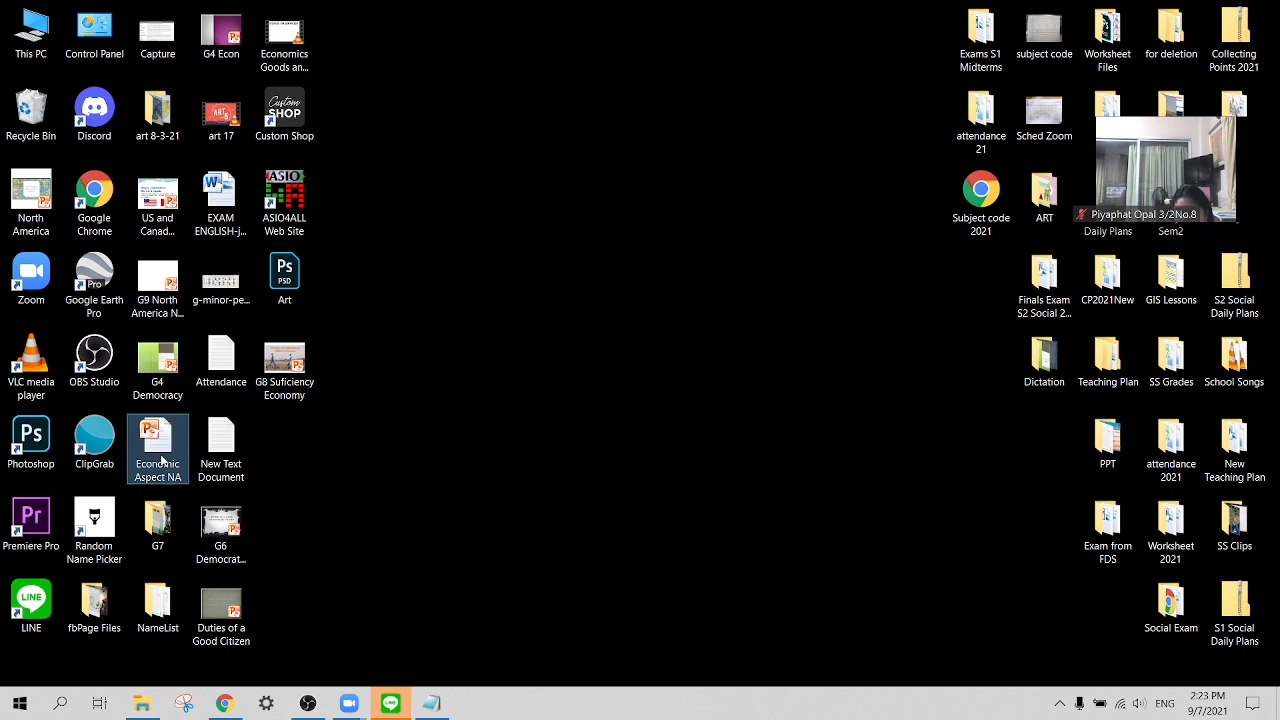 This PC
Control Panel
Capture
G4 Econ
Economics
Goods an...
Recycle Bin
Discord
art 8-3-21
art 17
Custom Shop
North
America
Google
Chrome
US and
Canad...
EXAM
ENGLISH-j...
ASIO4ALL
Web Site
Zoom
Google Earth
Pro
G9 North
America N...
g-minor-pe...
Art
VLC media
player
OBS Studio
G4
Democracy
Attendance
G8 Suficiency
Economy
Photoshop
ClipGrab
Economic
Aspect NA
New Text
Document
Premiere Pro
Random
Name Picker
G7
G6
Democrat...
LINE
fbPage Files
NameList
Duties of a
Good Citizen
Exams S1
Midterms
subject code
Worksheet
Files
for deletion
Collecting
Points 2021
attendance
21
Sched Zoom
Subject code
2021
ART
Piyaphat Oal 3/2No.8
Daily Plans
Sem2
Finals Exam
S2 Social 2...
CP2021New
GIS Lessons
S2 Social
Daily Plans
Dictation
Teaching Plan
SS Grades
School Songs
PPT
attendance
2021
New
Teaching Plan
Exam from
FDS
Worksheet
2021
SS Clips
Social Exam
S1 Social
Daily Plans
ENG
2:23 PM
9/7/2021